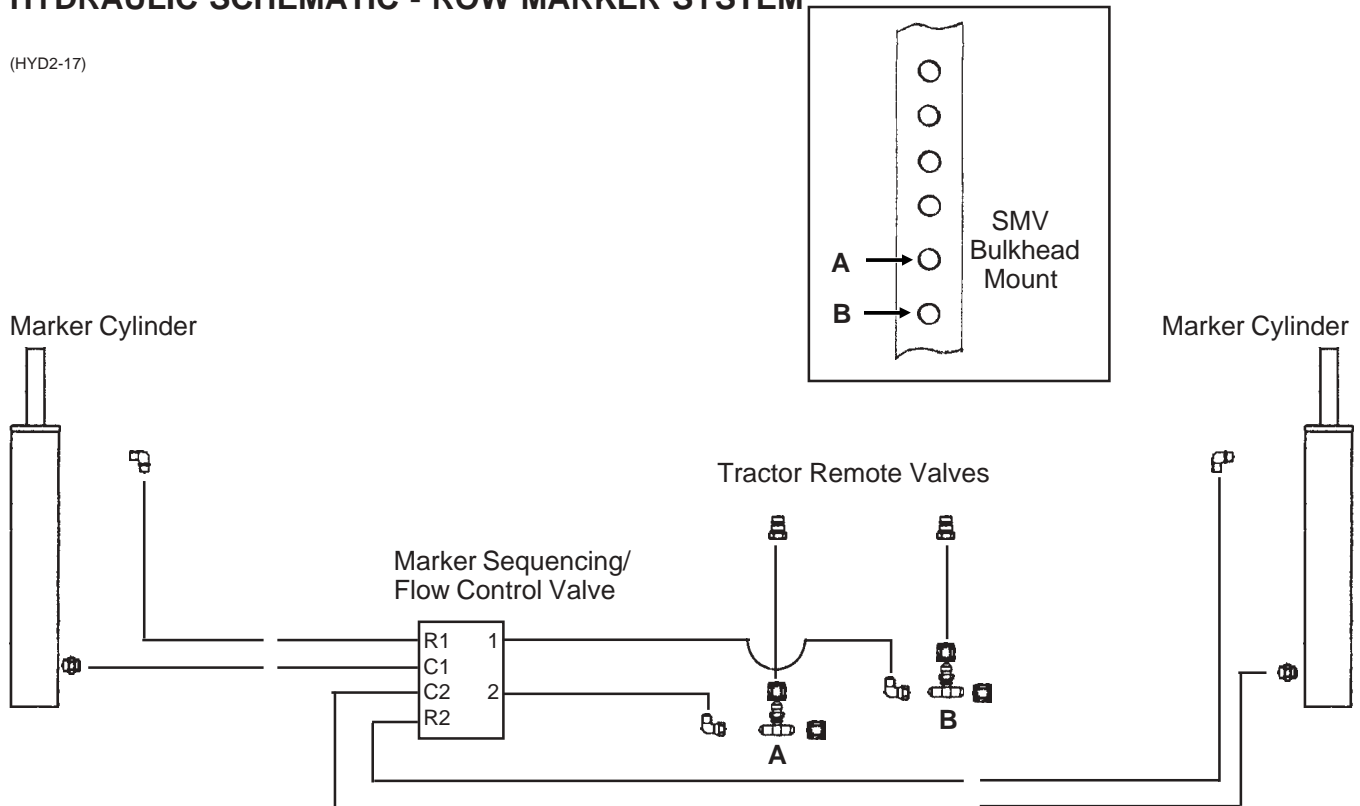 HYDRAULIC SCHEMATIC - ROW MARKER SYSTEM
(HYD2-17)
SMV
Bulkhead
Mount
A
B
Marker Cylinder
Marker Cylinder
Tractor Remote Valves
Marker Sequencing/
Flow Control Valve
R1 1
C1
C2 2
R2
A
B